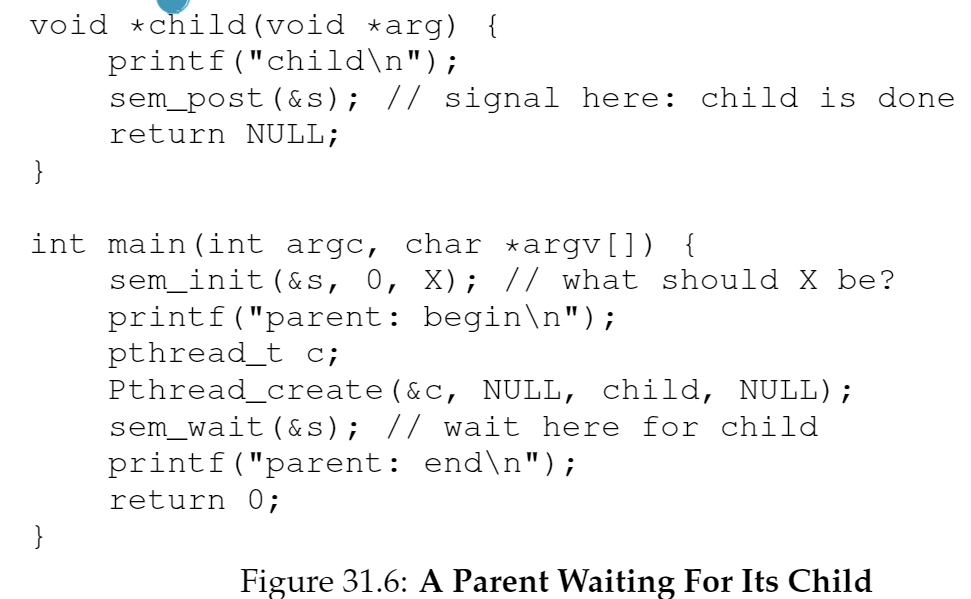 void *child(void *arg) {
    printf("child\n");
    sem_post(&s); // signal here: child is done
    return NULL;
}

int main(int argc, char *argv[]) {
    sem_init(&s, 0, X); // what should X be?
    printf("parent: begin\n");
    pthread_t c;
    Pthread_create(&c, NULL, child, NULL);
    sem_wait(&s); // wait here for child
    printf("parent: end\n");
    return 0;
}
Figure 31.6: A Parent Waiting For Its Child